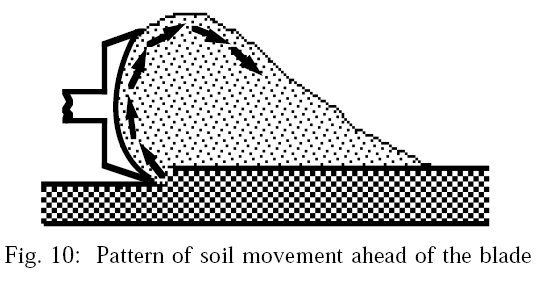 Fig. 10: Pattern of soil movement ahead of the blade